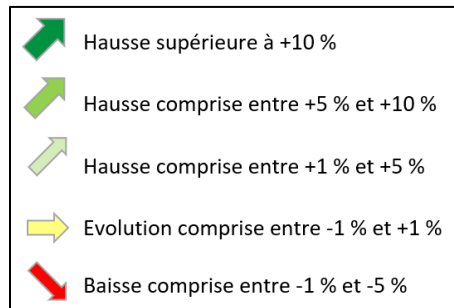 Hausse supérieure à +10 %
Hausse comprise entre +5 % et +10 %
Hausse comprise entre +1 % et +5 %
Evolution comprise entre -1 % et +1 %
Baisse comprise entre -1 % et -5 %